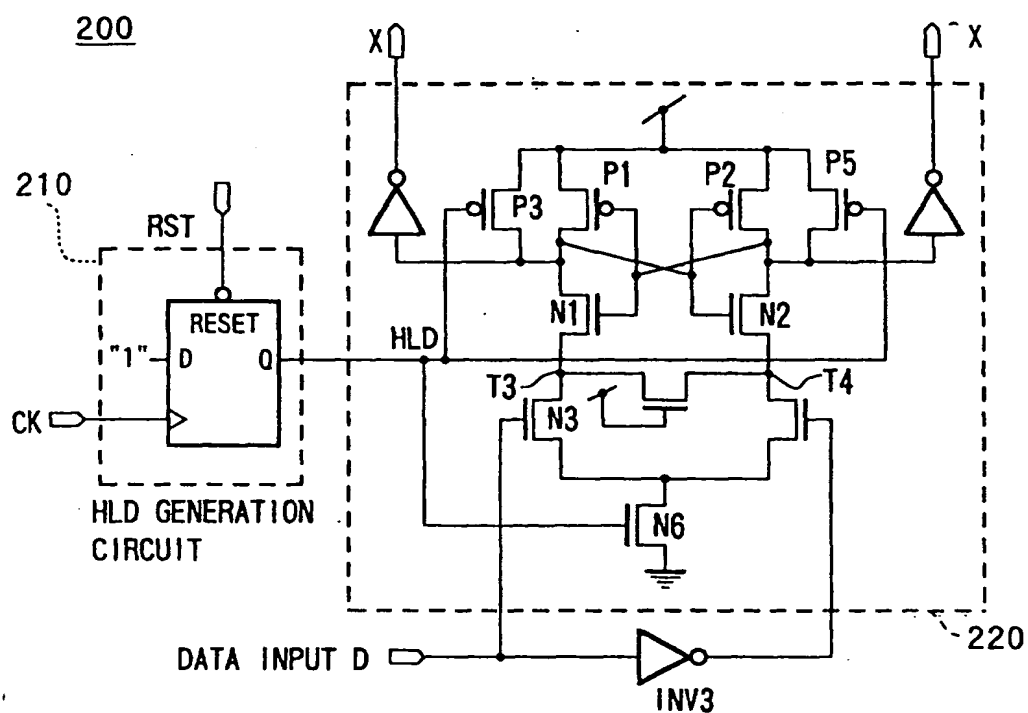 200
X
‾X
210
RST
P3
P1
P2
P5
RESET
"1"
D
Q
HLD
N1
N2
T3
T4
CK
N3
N6
HLD GENERATION
CIRCUIT
220
DATA INPUT D
INV3